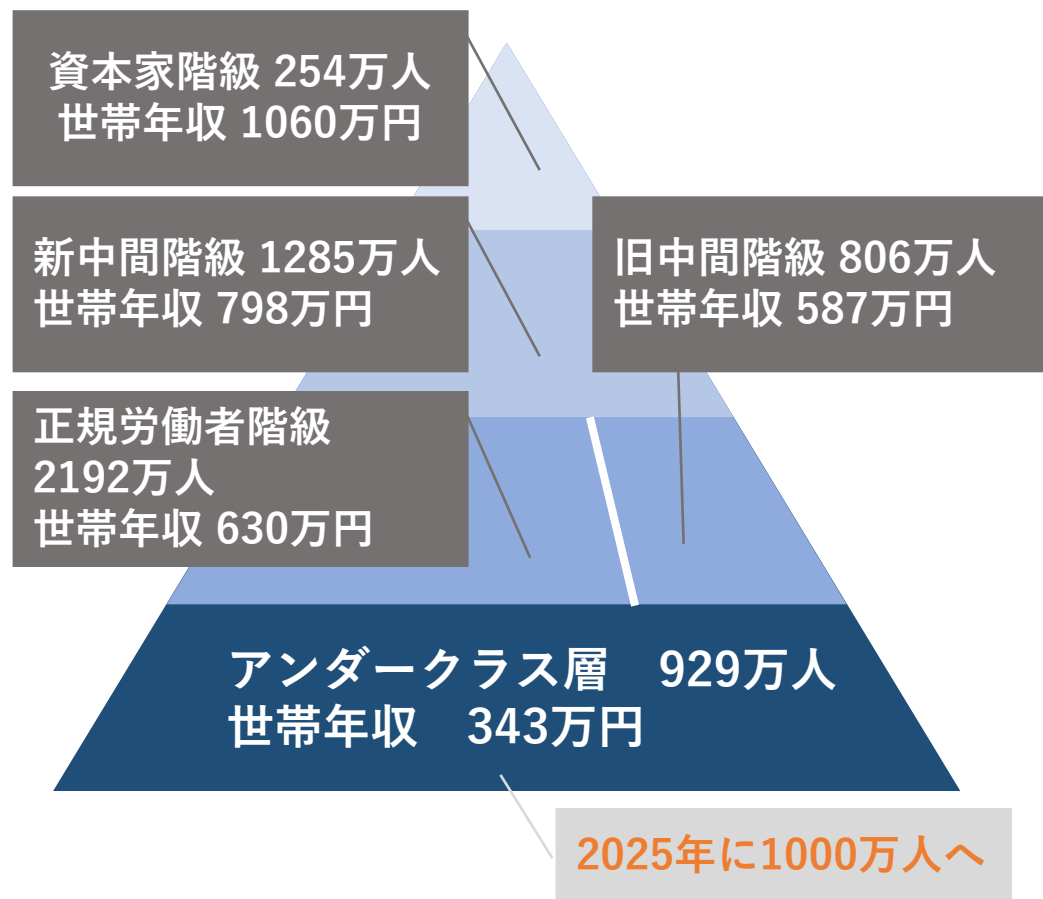 資本家階級 254万人
世帯年収 1060万円
新中間階級 1285万人
世帯年収 798万円
旧中間階級 806万人
世帯年収 587万円
正規労働者階級
2192万人
世帯年収 630万円
アンダークラス層　929万人
世帯年収　343万円
2025年に1000万人へ